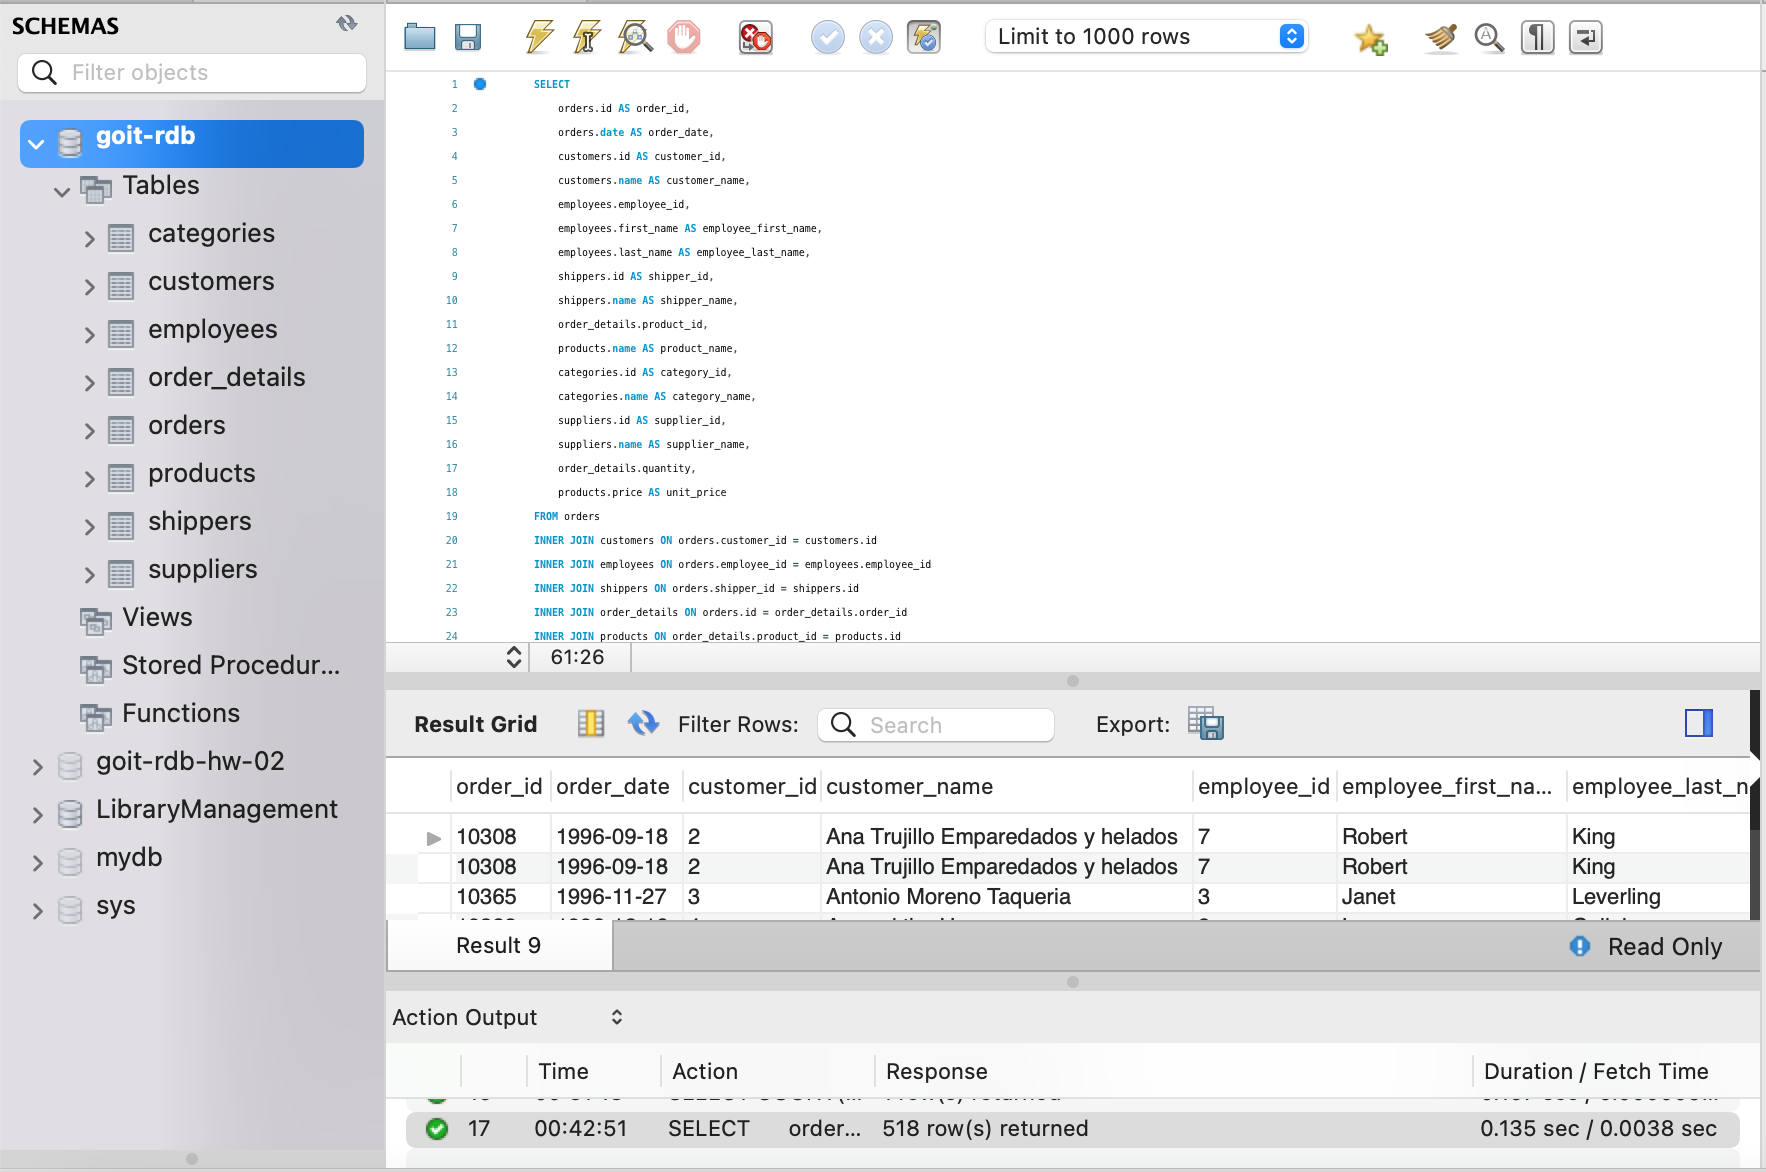 SCHEMAS
Filter objects
goit-rdb
Tables
categories
customers
employees
order_details
orders
products
shippers
suppliers
Views
Stored Procedur...
Functions
goit-rdb-hw-02
LibraryManagement
mydb
sys
Limit to 1000 rows
1 SELECT
2 orders.id AS order_id,
3 orders.date AS order_date,
4 customers.id AS customer_id,
5 customers.name AS customer_name,
6 employees.employee_id,
7 employees.first_name AS employee_first_name,
8 employees.last_name AS employee_last_name,
9 shippers.id AS shipper_id,
10 shippers.name AS shipper_name,
11 order_details.product_id,
12 products.name AS product_name,
13 categories.id AS category_id,
14 categories.name AS category_name,
15 suppliers.id AS supplier_id,
16 suppliers.name AS supplier_name,
17 order_details.quantity,
18 products.price AS unit_price
19 FROM orders
20 INNER JOIN customers ON orders.customer_id = customers.id
21 INNER JOIN employees ON orders.employee_id = employees.employee_id
22 INNER JOIN shippers ON orders.shipper_id = shippers.id
23 INNER JOIN order_details ON orders.id = order_details.order_id
24 INNER JOIN products ON order_details.product_id = products.id
61:26
Result Grid Filter Rows: Search Export:
order_id order_date customer_id customer_name employee_id employee_first_na... employee_last_n
10308 1996-09-18 2 Ana Trujillo Emparedados y helados 7 Robert King
10308 1996-09-18 2 Ana Trujillo Emparedados y helados 7 Robert King
10365 1996-11-27 3 Antonio Moreno Taqueria 3 Janet Leverling
Result 9 Read Only
Action Output
Time Action Response Duration / Fetch Time
17 00:42:51 SELECT order... 518 row(s) returned 0.135 sec / 0.0038 sec